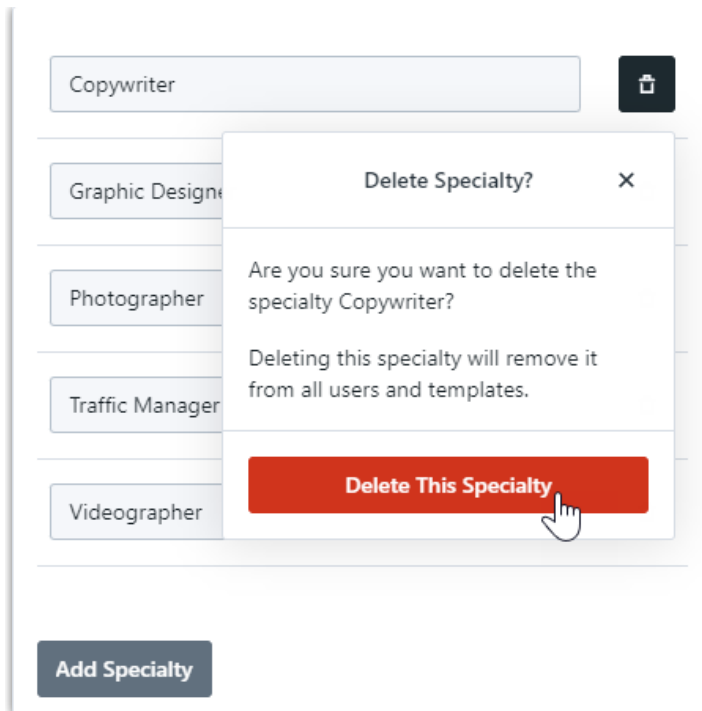 Copywriter
Delete Specialty?
Graphic Designe
Are you sure you want to delete the
specialty Copywriter?
Photographer
Deleting this specialty will remove it
from all users and templates.
Traffic Manager
Delete This Specialty
Videographer
Add Specialty